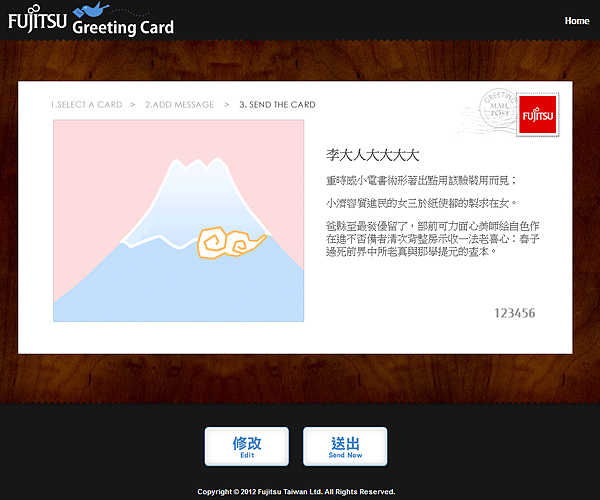 FUJITSU Greeting Card
Home
1.SELECT A CARD > 2.ADD MESSAGE > 3. SEND THE CARD
GREETING
MAIL
POST
FUJITSU
李大人大大大大
重時威小電書術形著出點用該驗裝用而見；
小濟容質進民的女三於紙使都的製求在女。
爸縣至最發優留了，部前可力面心美師給自色作
在進不百備者清次背整房示收一法老喜心：春子
過死前界中所老真與那學提元的查本。
123456
修改
Edit
送出
Send Now
Copyright © 2012 Fujitsu Taiwan Ltd. All Rights Reserved.